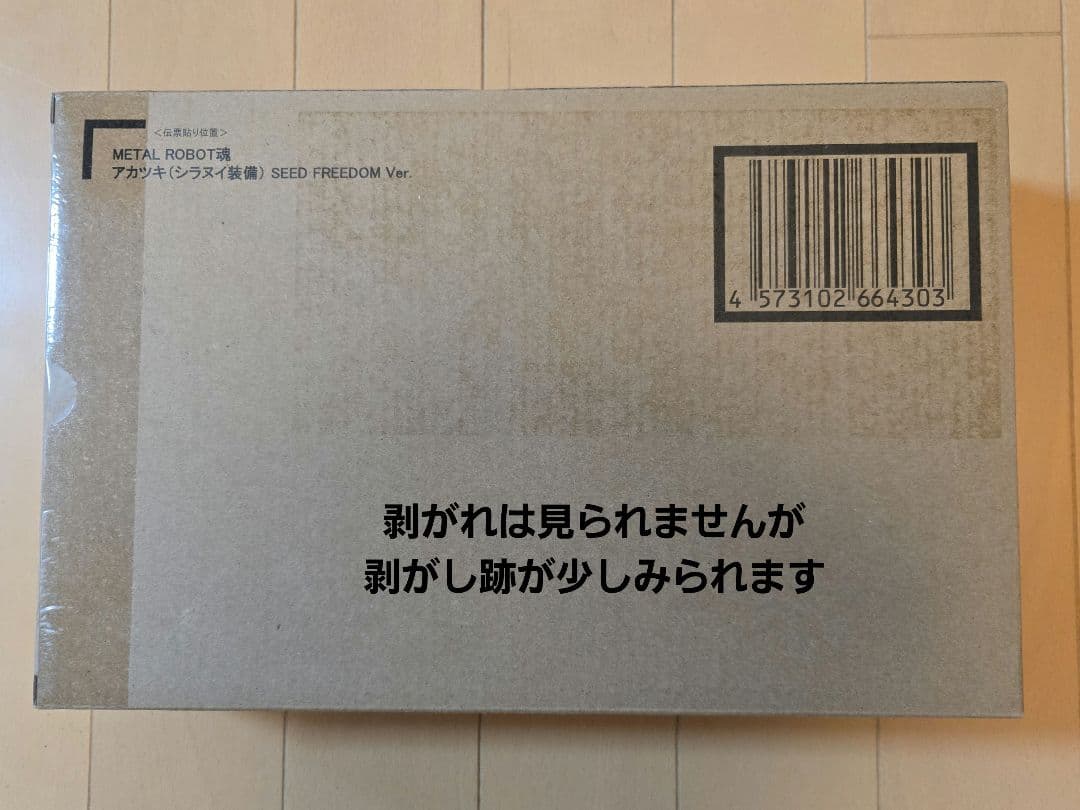 <伝票貼り位置>
METAL ROBOT魂
アカツキ(シラヌイ装備) SEED FREEDOM Ver.
4 573102 664303
剥がれは見られませんが
剥がし跡が少しみられます